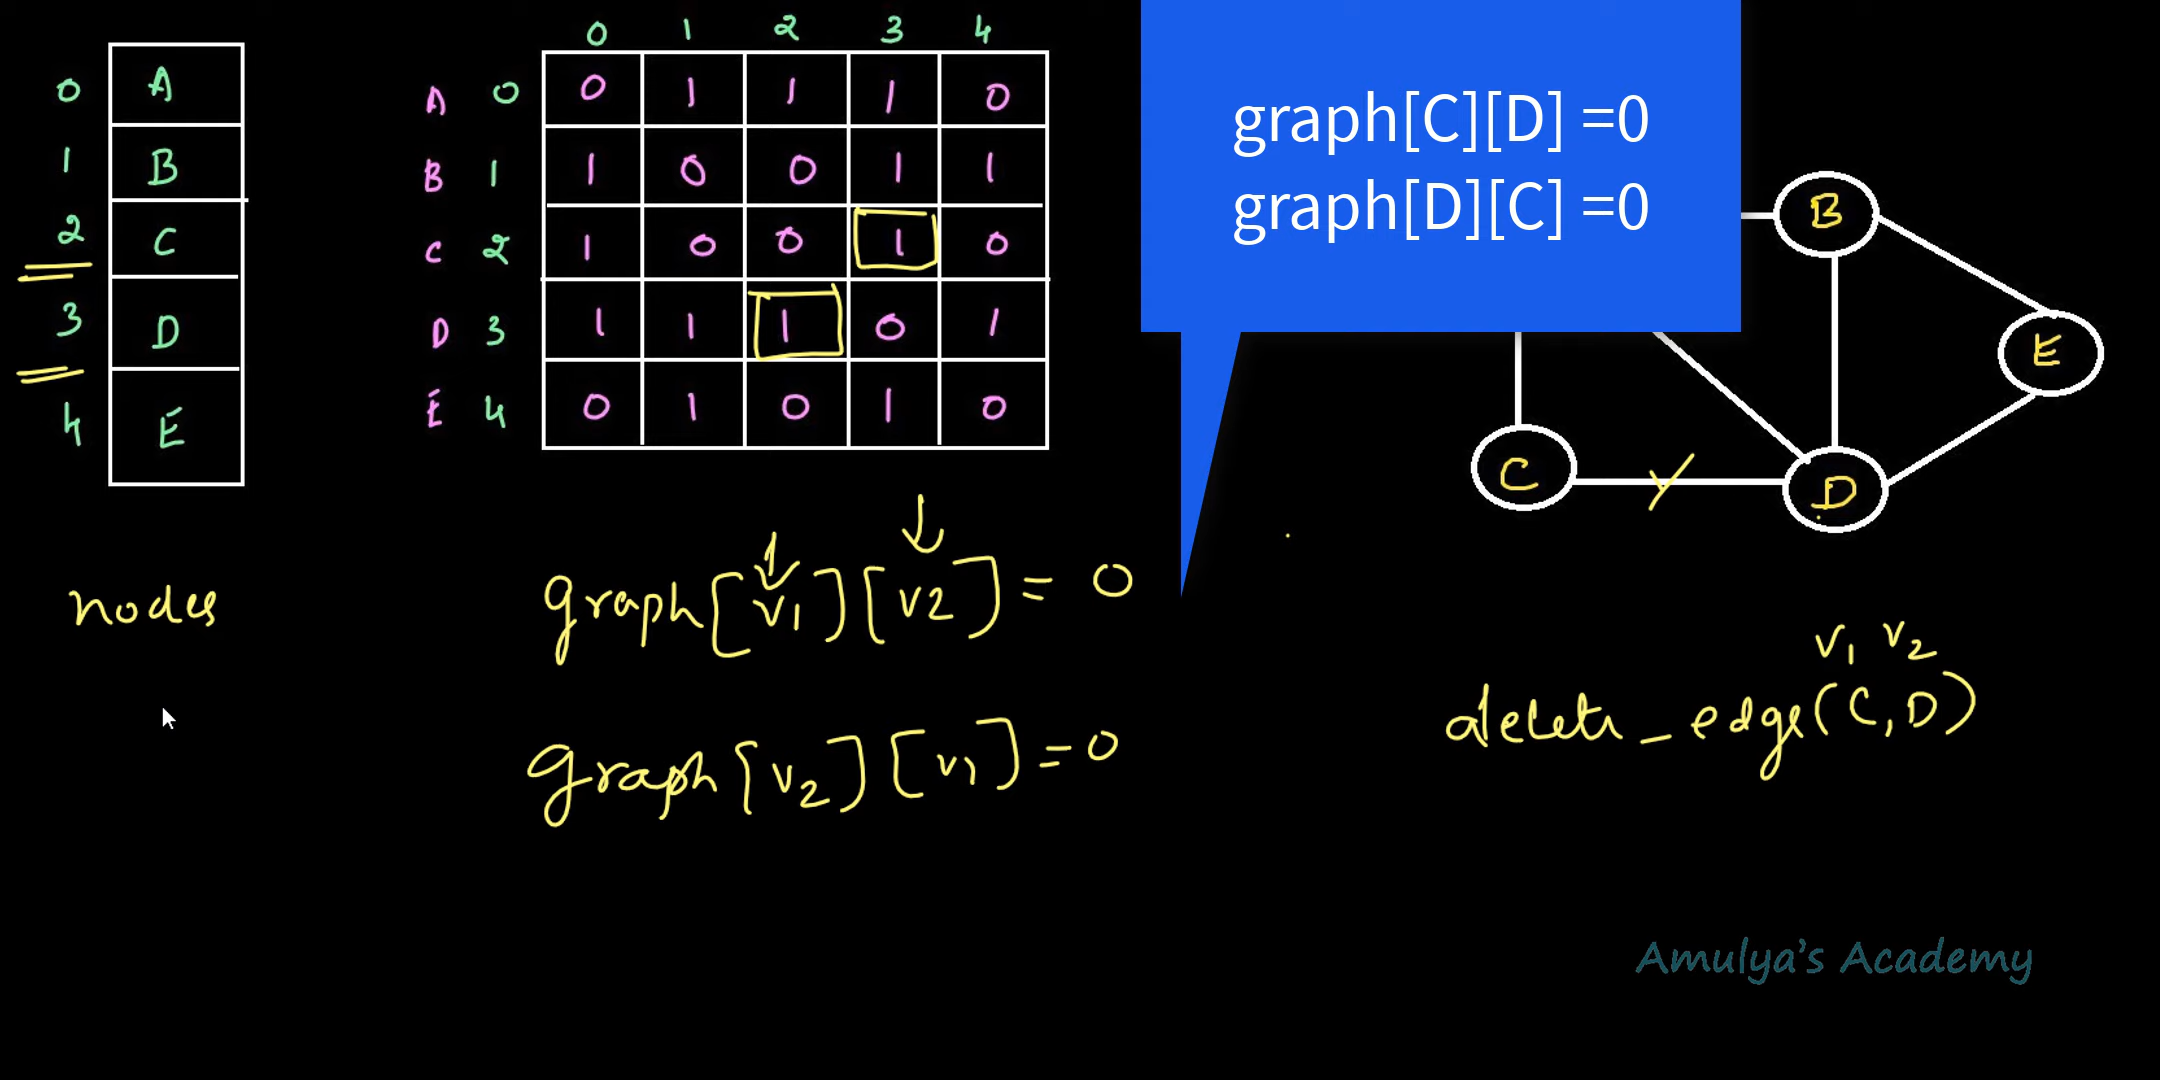 0 A
1 B
2 C
3 D
4 E
nodes
0 1 2 3 4
A 0 0 1 1 1 0
B 1 1 0 0 1 1
C 2 1 0 0 1 0
D 3 1 1 1 0 1
E 4 0 1 0 1 0
graph[v1][v2] = 0
graph[v2][v1] = 0
graph[C][D] =0
graph[D][C] =0
B
E
C
D
v1 v2
delete_edge(C,D)
Amulya's Academy